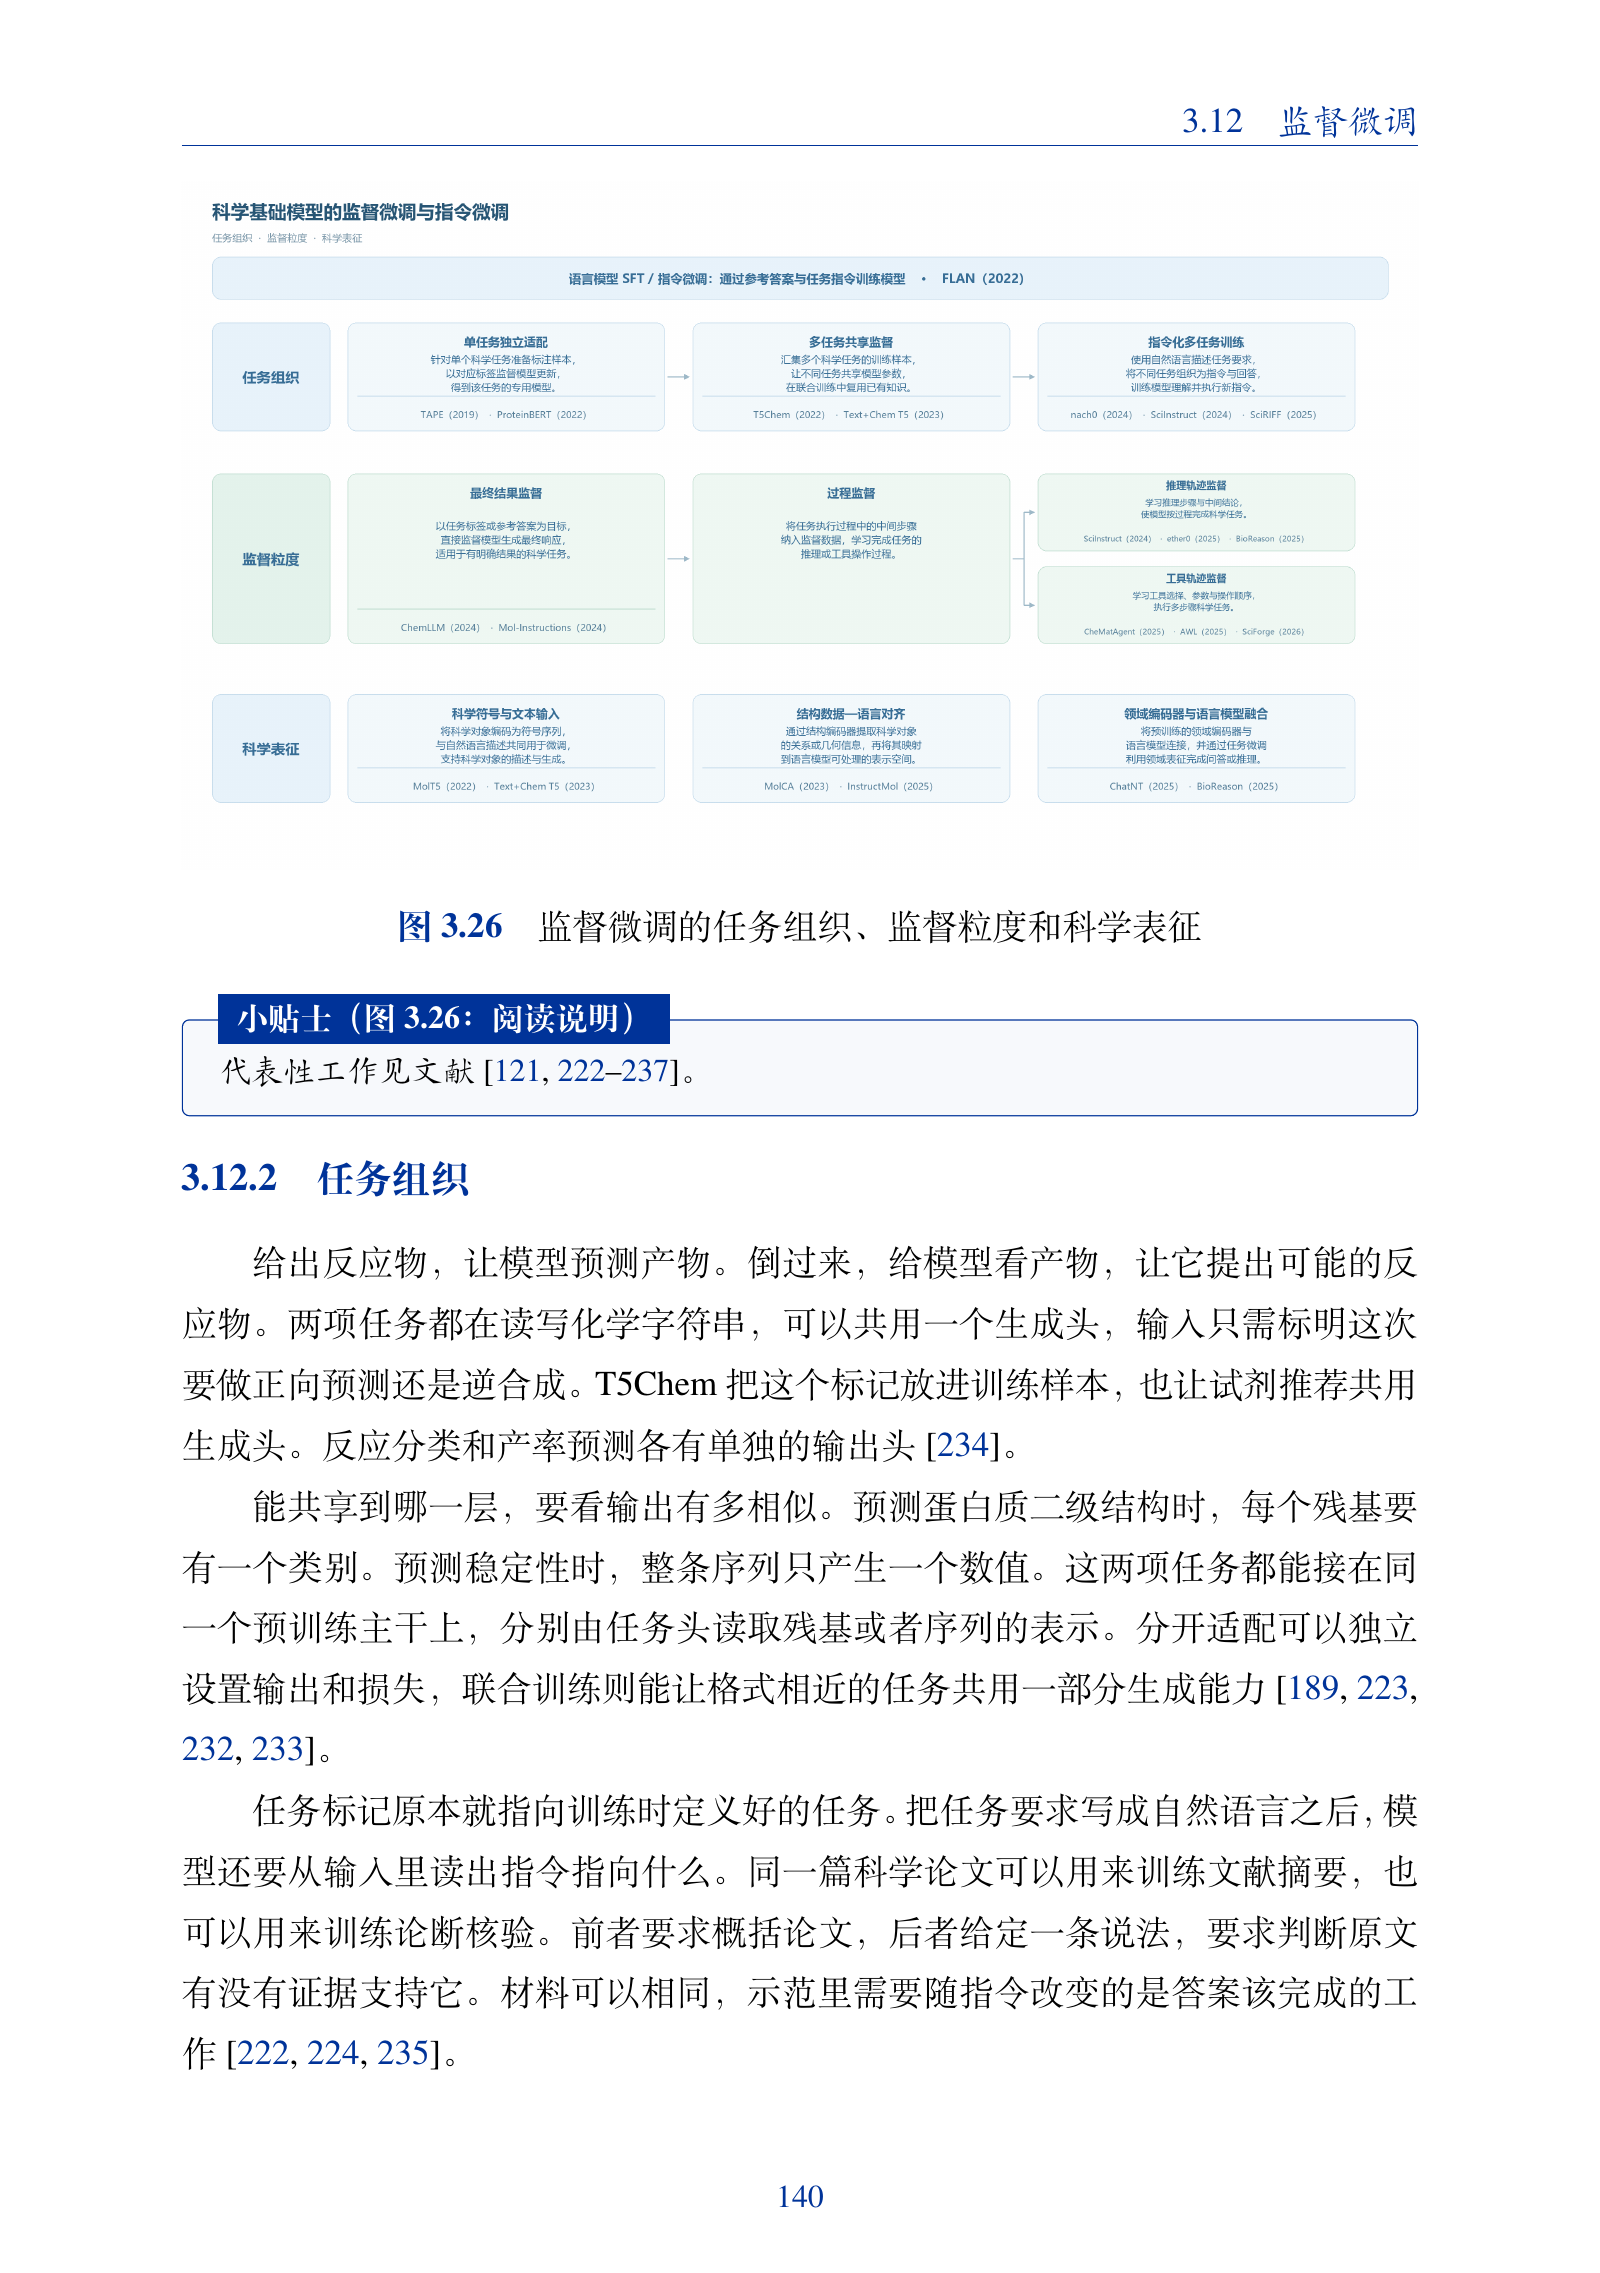 3.12 监督微调
科学基础模型的监督微调与指令微调
任务组织 · 监督粒度 · 科学表征
语言模型 SFT / 指令微调：通过参考答案与任务指令训练模型 • FLAN（2022）
任务组织
单任务独立适配
针对单个科学任务准备标注样本，
以对应标签监督模型更新，
得到该任务的专用模型。
TAPE（2019） · ProteinBERT（2022）
多任务共享监督
汇集多个科学任务的训练样本，
让不同任务共享模型参数，
在联合训练中复用已有知识。
T5Chem（2022） · Text+Chem T5（2023）
指令化多任务训练
使用自然语言描述任务要求，
将不同任务组织为指令与回答，
训练模型理解并执行新指令。
nach0（2024） · SciInstruct（2024） · SciRIFF（2025）
监督粒度
最终结果监督
以任务标签或参考答案为目标，
直接监督模型生成最终响应，
适用于有明确结果的科学任务。
ChemLLM（2024） · Mol-Instructions（2024）
过程监督
将任务执行过程中的中间步骤
纳入监督数据，学习完成任务的
推理或工具操作过程。
推理轨迹监督
学习推理步骤与中间结论，
使模型按过程完成科学任务。
SciInstruct（2024） · ether0（2025） · BioReason（2025）
工具轨迹监督
学习工具选择、参数与操作顺序，
执行多步骤科学任务。
CheMatAgent（2025） · AWL（2025） · SciForge（2026）
科学表征
科学符号与文本输入
将科学对象编码为符号序列，
与自然语言描述共同用于微调，
支持科学对象的描述与生成。
MolT5（2022） · Text+Chem T5（2023）
结构数据—语言对齐
通过结构编码器提取科学对象
的关系或几何信息，再将其映射
到语言模型可处理的表示空间。
MolCA（2023） · InstructMol（2025）
领域编码器与语言模型融合
将预训练的领域编码器与
语言模型连接，并通过任务微调
利用领域表征完成问答或推理。
ChatNT（2025） · BioReason（2025）
图 3.26 监督微调的任务组织、监督粒度和科学表征
小贴士（图 3.26：阅读说明）
代表性工作见文献 [121, 222–237]。
3.12.2 任务组织
给出反应物，让模型预测产物。倒过来，给模型看产物，让它提出可能的反
应物。两项任务都在读写化学字符串，可以共用一个生成头，输入只需标明这次
要做正向预测还是逆合成。T5Chem 把这个标记放进训练样本，也让试剂推荐共用
生成头。反应分类和产率预测各有单独的输出头 [234]。
能共享到哪一层，要看输出有多相似。预测蛋白质二级结构时，每个残基要
有一个类别。预测稳定性时，整条序列只产生一个数值。这两项任务都能接在同
一个预训练主干上，分别由任务头读取残基或者序列的表示。分开适配可以独立
设置输出和损失，联合训练则能让格式相近的任务共用一部分生成能力 [189, 223,
232, 233]。
任务标记原本就指向训练时定义好的任务。把任务要求写成自然语言之后，模
型还要从输入里读出指令指向什么。同一篇科学论文可以用来训练文献摘要，也
可以用来训练论断核验。前者要求概括论文，后者给定一条说法，要求判断原文
有没有证据支持它。材料可以相同，示范里需要随指令改变的是答案该完成的工
作 [222, 224, 235]。
140